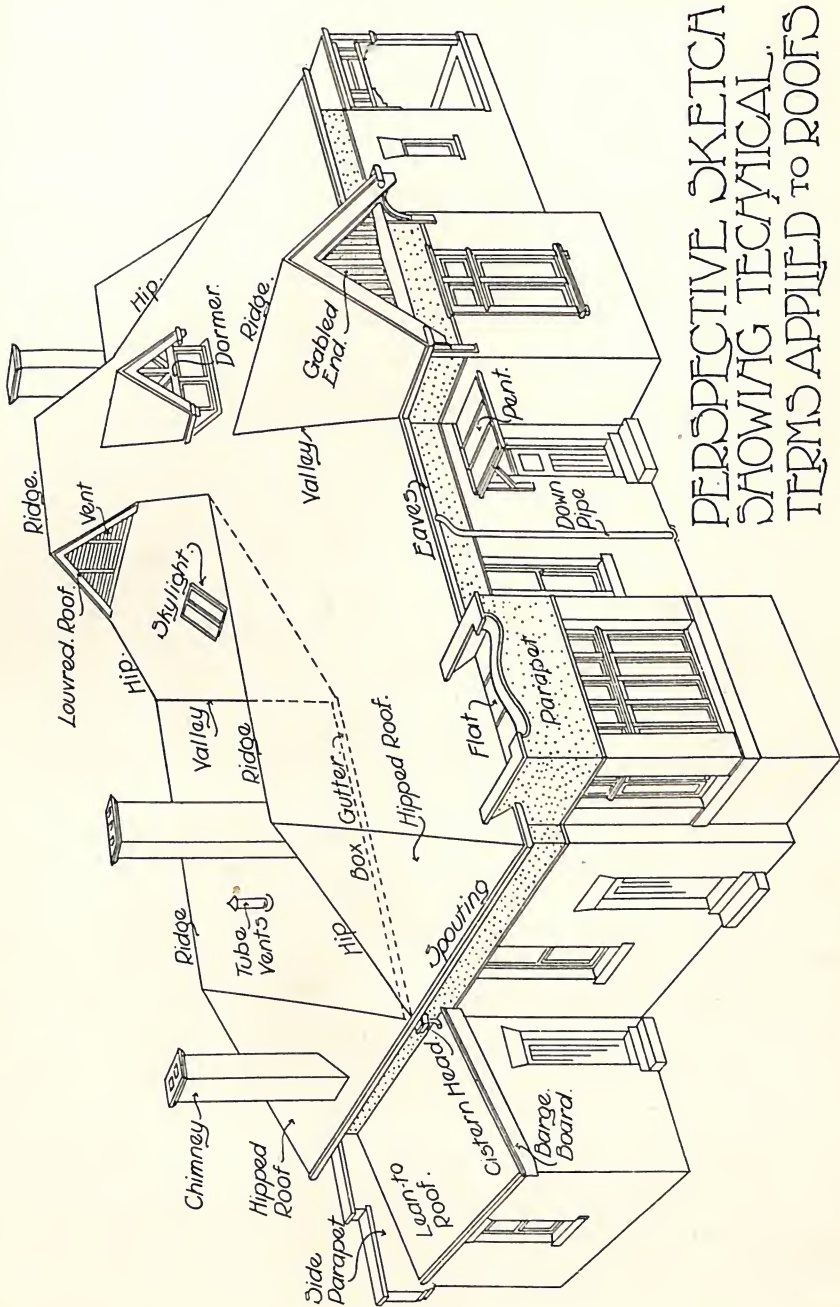 Ridge.
Hip.
Louvred Roof.
Vent
Dormer.
Skylight.
Ridge.
Hip.
Gabled
End.
Valley
Valley
Ridge
Eaves
Pent.
Down
Pipe
Box Gutter
Hipped Roof.
Flat
Parapet
Ridge
Tube
Vents
Hip
Spouting
Chimney
Hipped
Roof
Side
Parapet
Lean-to
Roof.
Cistern Head.
Barge
Board.
PERSPECTIVE SKETCH
SHOWING TECHNICAL.
TERMS APPLIED TO ROOFS